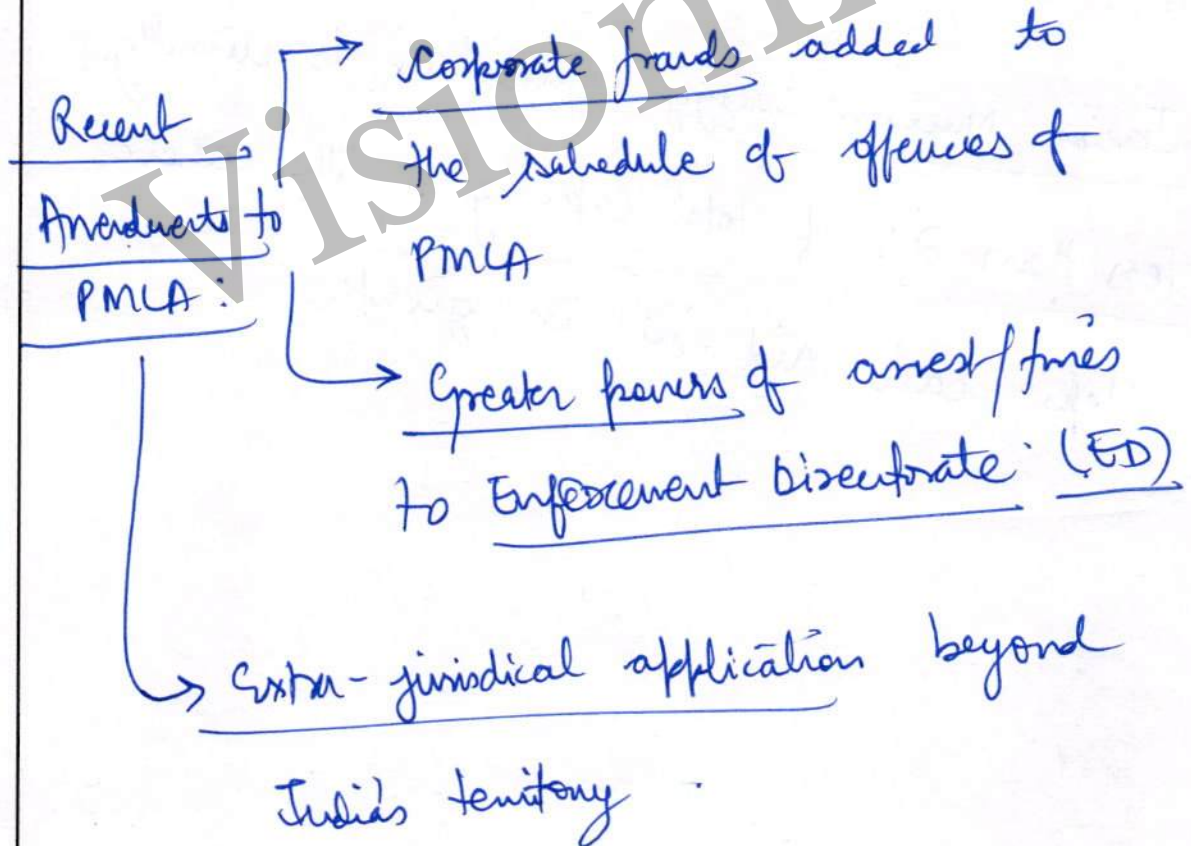 Recent
Amendments to
PMLA :
Corporate frauds added to
the schedule of offences of
PMLA
Greater powers of arrest/fines
to Enforcement Directorate (ED)
Extra-jurisdical application beyond
India's territory.
Vision